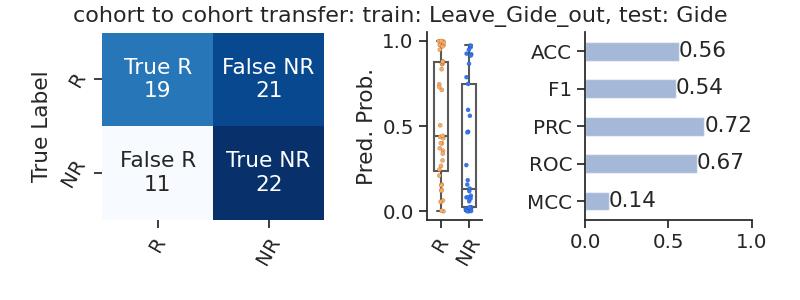 cohort to cohort transfer: train: Leave_Gide_out, test: Gide
True Label
R
NR
True R
19
False NR
21
False R
11
True NR
22
R
NR
Pred. Prob.
1.0
0.5
0.0
R
NR
ACC
0.56
F1
0.54
PRC
0.72
ROC
0.67
MCC
0.14
0.0
0.5
1.0